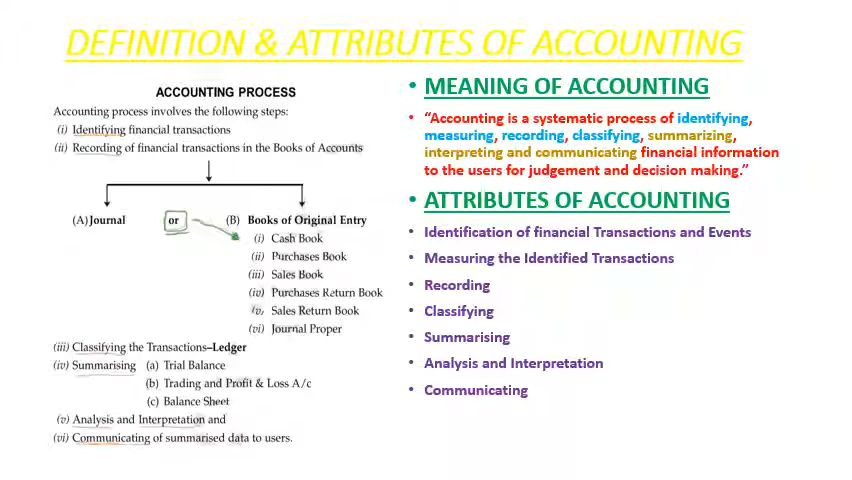 DEFINITION & ATTRIBUTES OF ACCOUNTING
ACCOUNTING PROCESS
Accounting process involves the following steps:
(i) Identifying financial transactions
(ii) Recording of financial transactions in the Books of Accounts
(A) Journal or (B) Books of Original Entry
(i) Cash Book
(ii) Purchases Book
(iii) Sales Book
(iv) Purchases Return Book
(v) Sales Return Book
(vi) Journal Proper
(iii) Classifying the Transactions–Ledger
(iv) Summarising (a) Trial Balance
(b) Trading and Profit & Loss A/c
(c) Balance Sheet
(v) Analysis and Interpretation and
(vi) Communicating of summarised data to users.
• MEANING OF ACCOUNTING
• “Accounting is a systematic process of identifying,
measuring, recording, classifying, summarizing,
interpreting and communicating financial information
to the users for judgement and decision making.”
• ATTRIBUTES OF ACCOUNTING
• Identification of financial Transactions and Events
• Measuring the Identified Transactions
• Recording
• Classifying
• Summarising
• Analysis and Interpretation
• Communicating